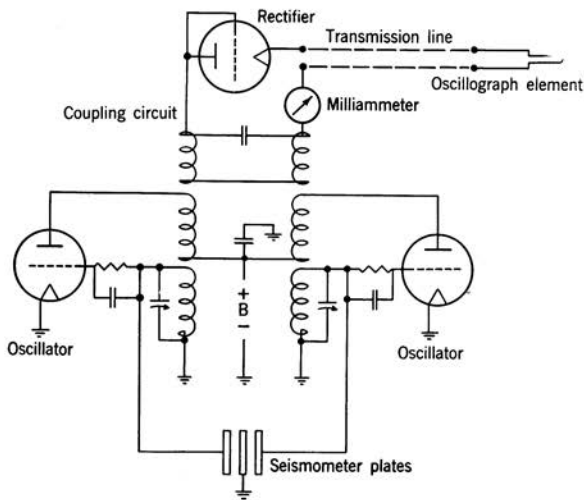 Rectifier
Transmission line
Oscillograph element
Milliammeter
Coupling circuit
+
B
−
Oscillator
Oscillator
Seismometer plates